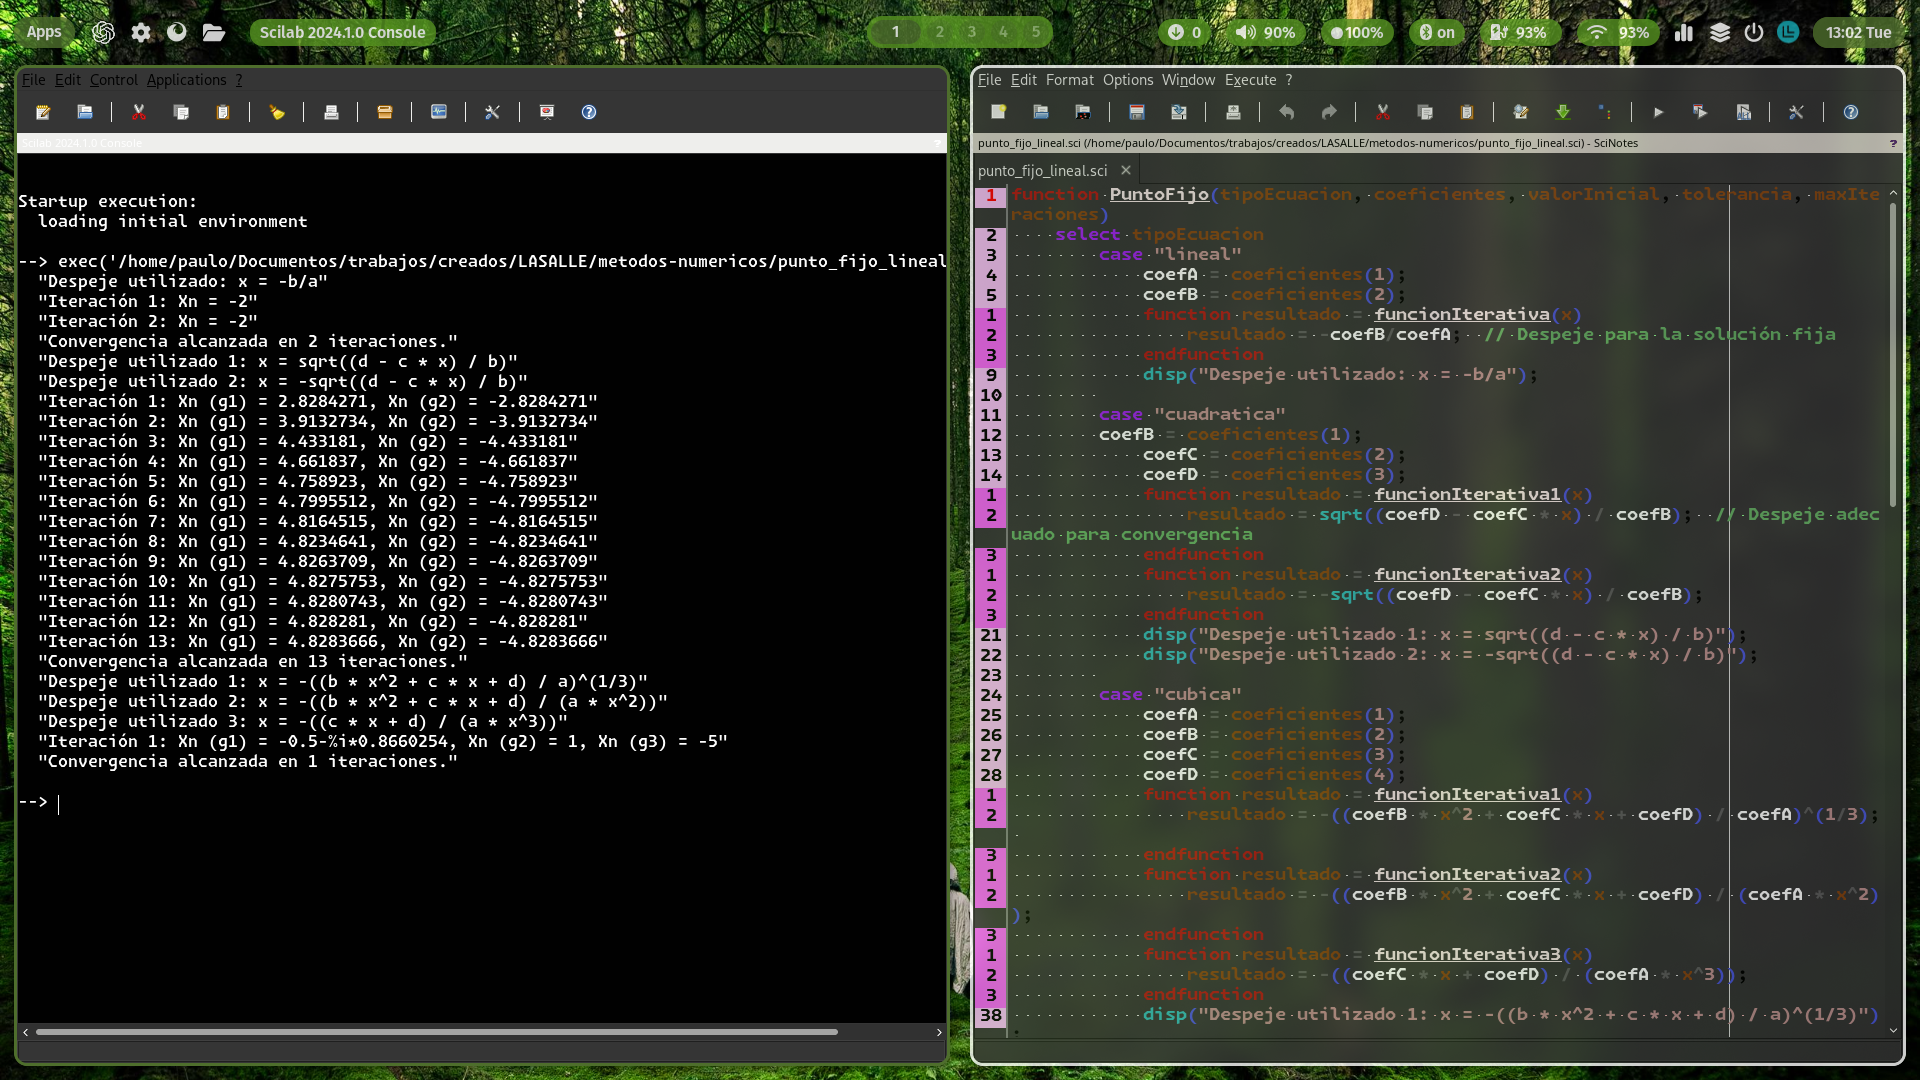 Apps
Scilab 2024.1.0 Console
1 2 3 4 5
0
90%
100%
on
93%
93%
13:02 Tue
File Edit Control Applications ?
Scilab 2024.1.0 Console ?
Startup execution:
loading initial environment
--> exec('/home/paulo/Documentos/trabajos/creados/LASALLE/metodos-numericos/punto_fijo_lineal
"Despeje utilizado: x = -b/a"
"Iteración 1: Xn = -2"
"Iteración 2: Xn = -2"
"Convergencia alcanzada en 2 iteraciones."
"Despeje utilizado 1: x = sqrt((d - c * x) / b)"
"Despeje utilizado 2: x = -sqrt((d - c * x) / b)"
"Iteración 1: Xn (g1) = 2.8284271, Xn (g2) = -2.8284271"
"Iteración 2: Xn (g1) = 3.9132734, Xn (g2) = -3.9132734"
"Iteración 3: Xn (g1) = 4.433181, Xn (g2) = -4.433181"
"Iteración 4: Xn (g1) = 4.661837, Xn (g2) = -4.661837"
"Iteración 5: Xn (g1) = 4.758923, Xn (g2) = -4.758923"
"Iteración 6: Xn (g1) = 4.7995512, Xn (g2) = -4.7995512"
"Iteración 7: Xn (g1) = 4.8164515, Xn (g2) = -4.8164515"
"Iteración 8: Xn (g1) = 4.8234641, Xn (g2) = -4.8234641"
"Iteración 9: Xn (g1) = 4.8263709, Xn (g2) = -4.8263709"
"Iteración 10: Xn (g1) = 4.8275753, Xn (g2) = -4.8275753"
"Iteración 11: Xn (g1) = 4.8280743, Xn (g2) = -4.8280743"
"Iteración 12: Xn (g1) = 4.828281, Xn (g2) = -4.828281"
"Iteración 13: Xn (g1) = 4.8283666, Xn (g2) = -4.8283666"
"Convergencia alcanzada en 13 iteraciones."
"Despeje utilizado 1: x = -((b * x^2 + c * x + d) / a)^(1/3)"
"Despeje utilizado 2: x = -((b * x^2 + c * x + d) / (a * x^2))"
"Despeje utilizado 3: x = -((c * x + d) / (a * x^3))"
"Iteración 1: Xn (g1) = -0.5-%i*0.8660254, Xn (g2) = 1, Xn (g3) = -5"
"Convergencia alcanzada en 1 iteraciones."
-->
File Edit Format Options Window Execute ?
punto_fijo_lineal.sci (/home/paulo/Documentos/trabajos/creados/LASALLE/metodos-numericos/punto_fijo_lineal.sci) - SciNotes ?
punto_fijo_lineal.sci
1 function PuntoFijo(tipoEcuacion, coeficientes, valorInicial, tolerancia, maxIte
raciones)
2 select tipoEcuacion
3 case "lineal"
4 coefA = coeficientes(1);
5 coefB = coeficientes(2);
1 function resultado = funcionIterativa(x)
2 resultado = -coefB/coefA; // Despeje para la solución fija
3 endfunction
9 disp("Despeje utilizado: x = -b/a");
10
11 case "cuadratica"
12 coefB = coeficientes(1);
13 coefC = coeficientes(2);
14 coefD = coeficientes(3);
1 function resultado = funcionIterativa1(x)
2 resultado = sqrt((coefD - coefC * x) / coefB); // Despeje adec
uado para convergencia
3 endfunction
1 function resultado = funcionIterativa2(x)
2 resultado = -sqrt((coefD - coefC * x) / coefB);
3 endfunction
21 disp("Despeje utilizado 1: x = sqrt((d - c * x) / b)");
22 disp("Despeje utilizado 2: x = -sqrt((d - c * x) / b)");
23
24 case "cubica"
25 coefA = coeficientes(1);
26 coefB = coeficientes(2);
27 coefC = coeficientes(3);
28 coefD = coeficientes(4);
1 function resultado = funcionIterativa1(x)
2 resultado = -((coefB * x^2 + coefC * x + coefD) / coefA)^(1/3);
3 endfunction
1 function resultado = funcionIterativa2(x)
2 resultado = -((coefB * x^2 + coefC * x + coefD) / (coefA * x^2)
);
3 endfunction
1 function resultado = funcionIterativa3(x)
2 resultado = -((coefC * x + coefD) / (coefA * x^3));
3 endfunction
38 disp("Despeje utilizado 1: x = -((b * x^2 + c * x + d) / a)^(1/3)")